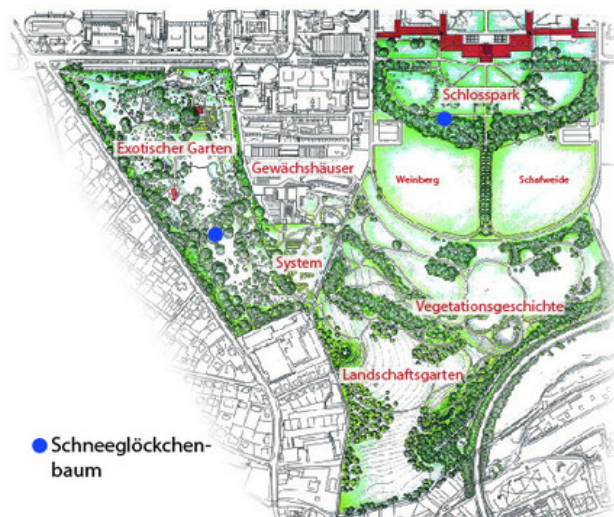 Schlosspark
Exotischer Garten
Gewächshäuser
Weinberg
Schafweide
System
Vegetationsgeschichte
Landschaftsgarten
Schneeglöckchen-
baum